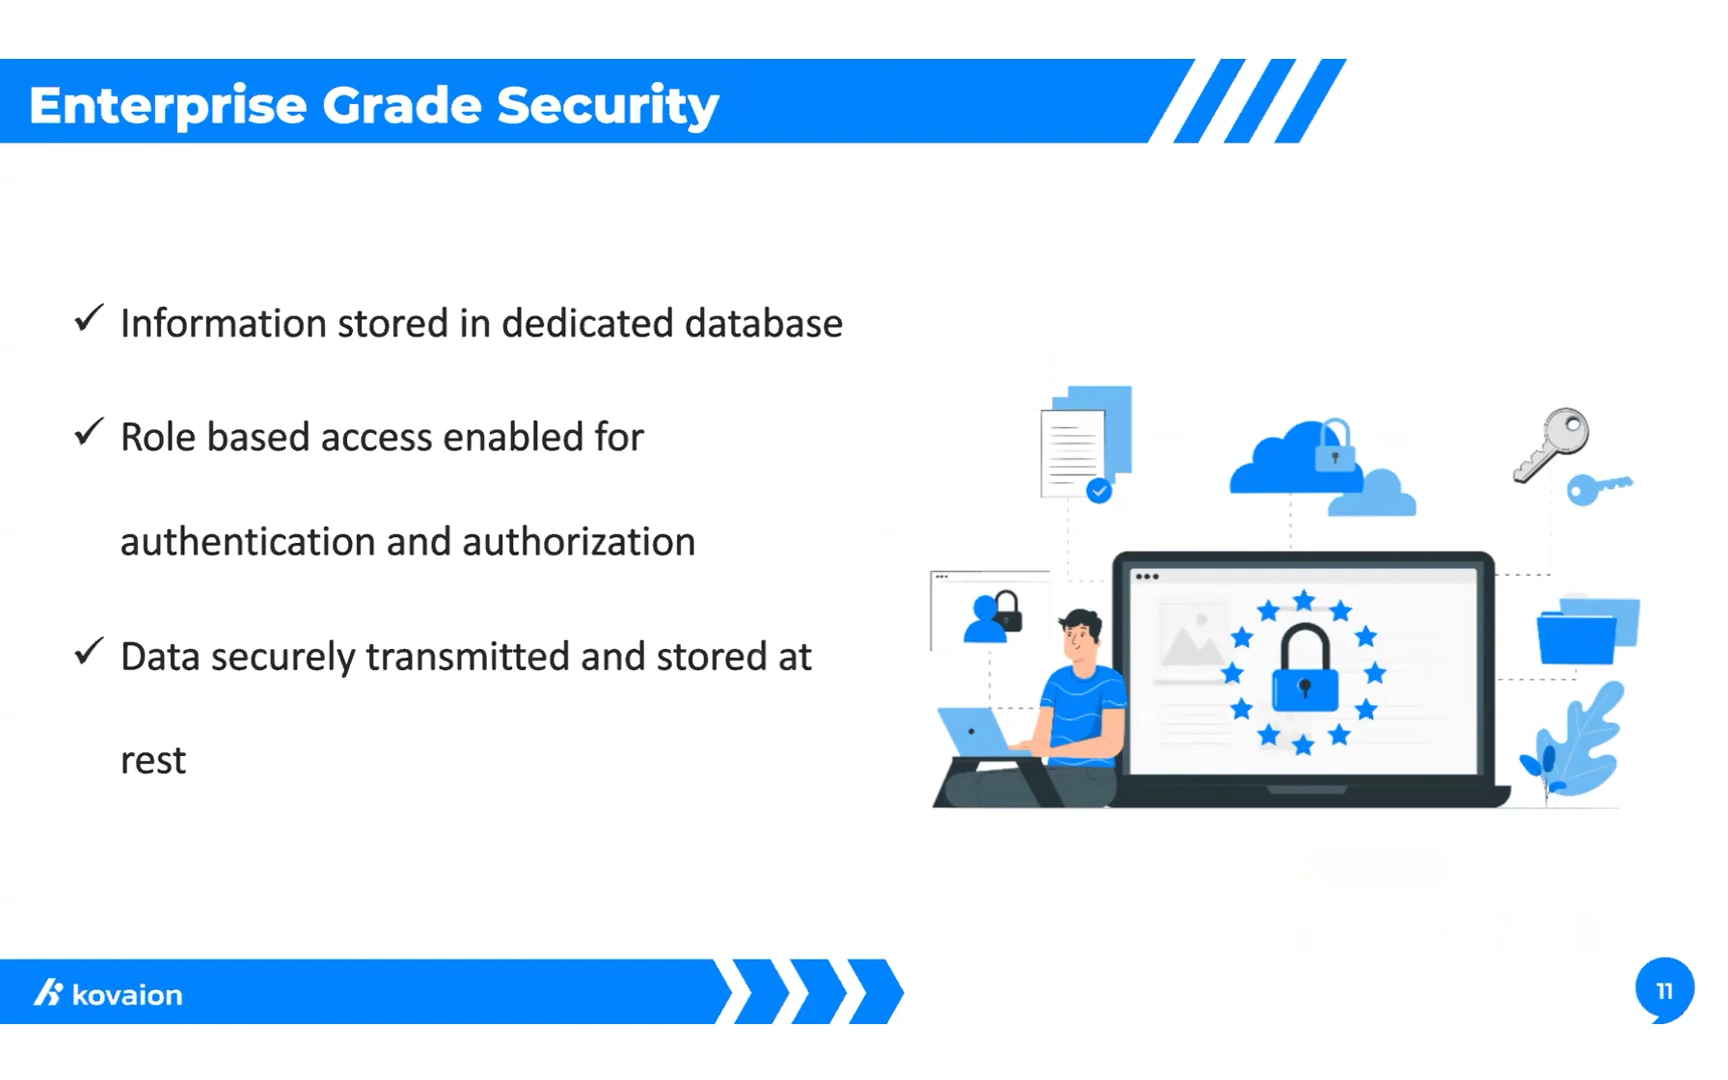 Enterprise Grade Security
✓ Information stored in dedicated database
✓ Role based access enabled for
authentication and authorization
✓ Data securely transmitted and stored at
rest
kovaion
11